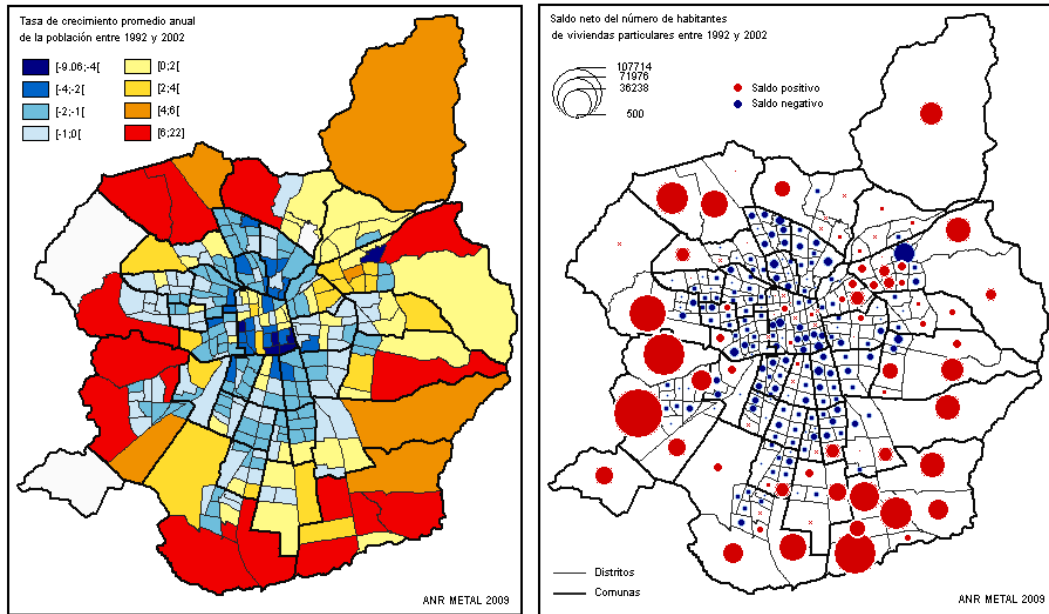 Tasa de crecimiento promedio anual
de la población entre 1992 y 2002
[-9.06;-4[
[-4;-2[
[-2;-1[
[-1;0[
[0;2[
[2;4[
[4;6[
[6;22]
ANR METAL 2009
Saldo neto del número de habitantes
de viviendas particulares entre 1992 y 2002
107714
71976
36238
500
Saldo positivo
Saldo negativo
Distritos
Comunas
ANR METAL 2009